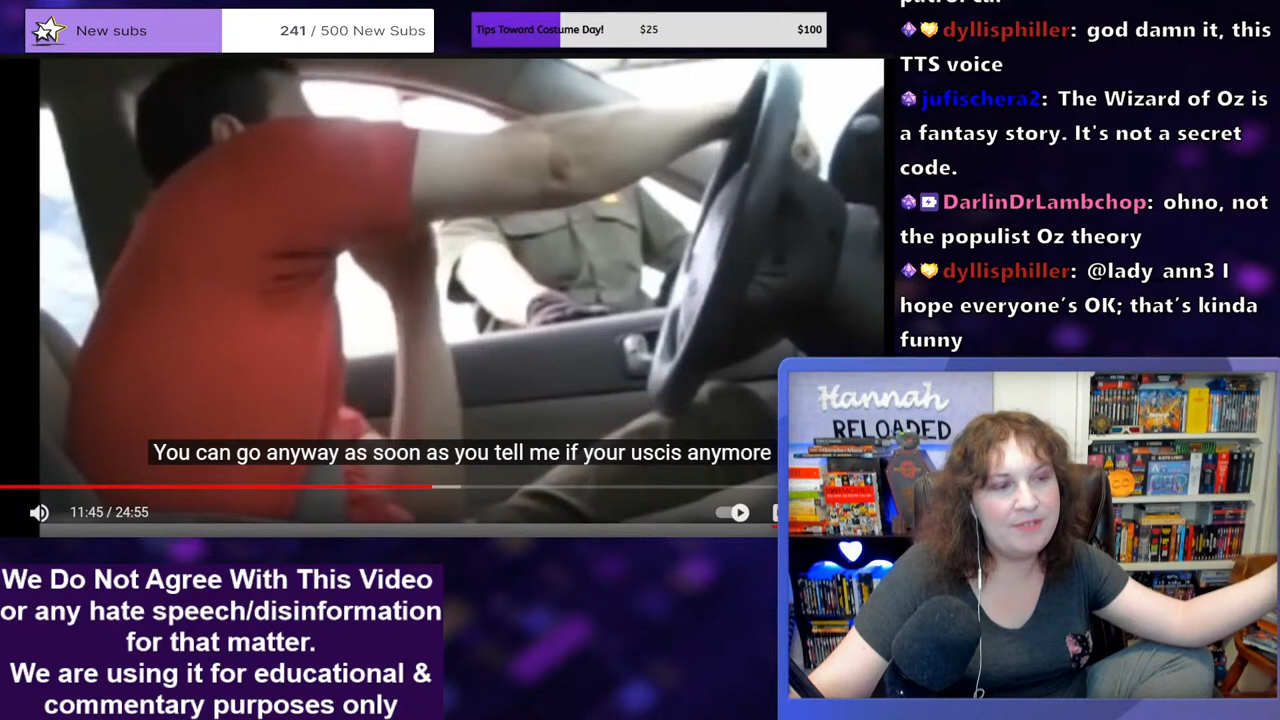 New subs
241 / 500 New Subs
Tips Toward Costume Day!
$25
$100
dyllisphiller: god damn it, this
TTS voice
jufischera2: The Wizard of Oz is
a fantasy story. It's not a secret
code.
DarlinDrLambchop: ohno, not
the populist Oz theory
dyllisphiller: @lady ann3 I
hope everyone's OK; that's kinda
funny
You can go anyway as soon as you tell me if your uscis anymore
11:45 / 24:55
Hannah
RELOADED
We Do Not Agree With This Video
or any hate speech/disinformation
for that matter.
We are using it for educational &
commentary purposes only